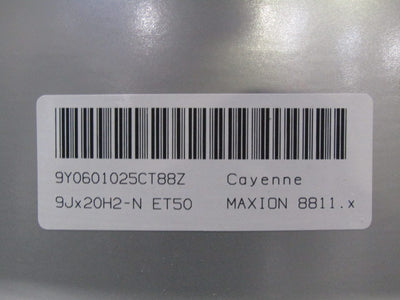 9Y0601025CT88Z Cayenne
9Jx20H2-N ET50 MAXION 8811.x